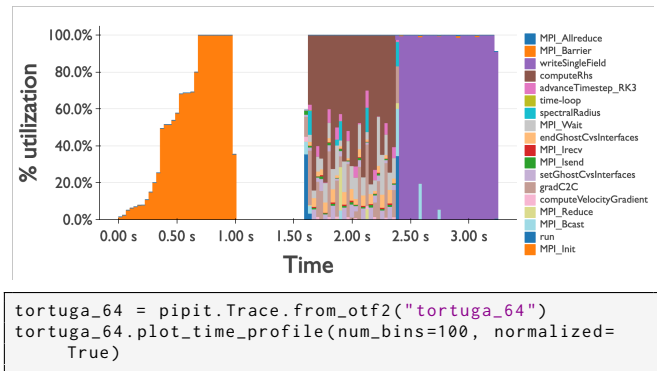 100.0%
80.0%
60.0%
40.0%
20.0%
0.0%
% utilization
0.00 s 0.50 s 1.00 s 1.50 s 2.00 s 2.50 s 3.00 s
Time
MPI_Allreduce
MPI_Barrier
writeSingleField
computeRhs
advanceTimestep_RK3
time-loop
spectralRadius
MPI_Wait
endGhostCvsInterfaces
MPI_Irecv
MPI_Isend
setGhostCvsInterfaces
gradC2C
computeVelocityGradient
MPI_Reduce
MPI_Bcast
run
MPI_Init
tortuga_64 = pipit.Trace.from_otf2("tortuga_64")
tortuga_64.plot_time_profile(num_bins=100, normalized=
True)